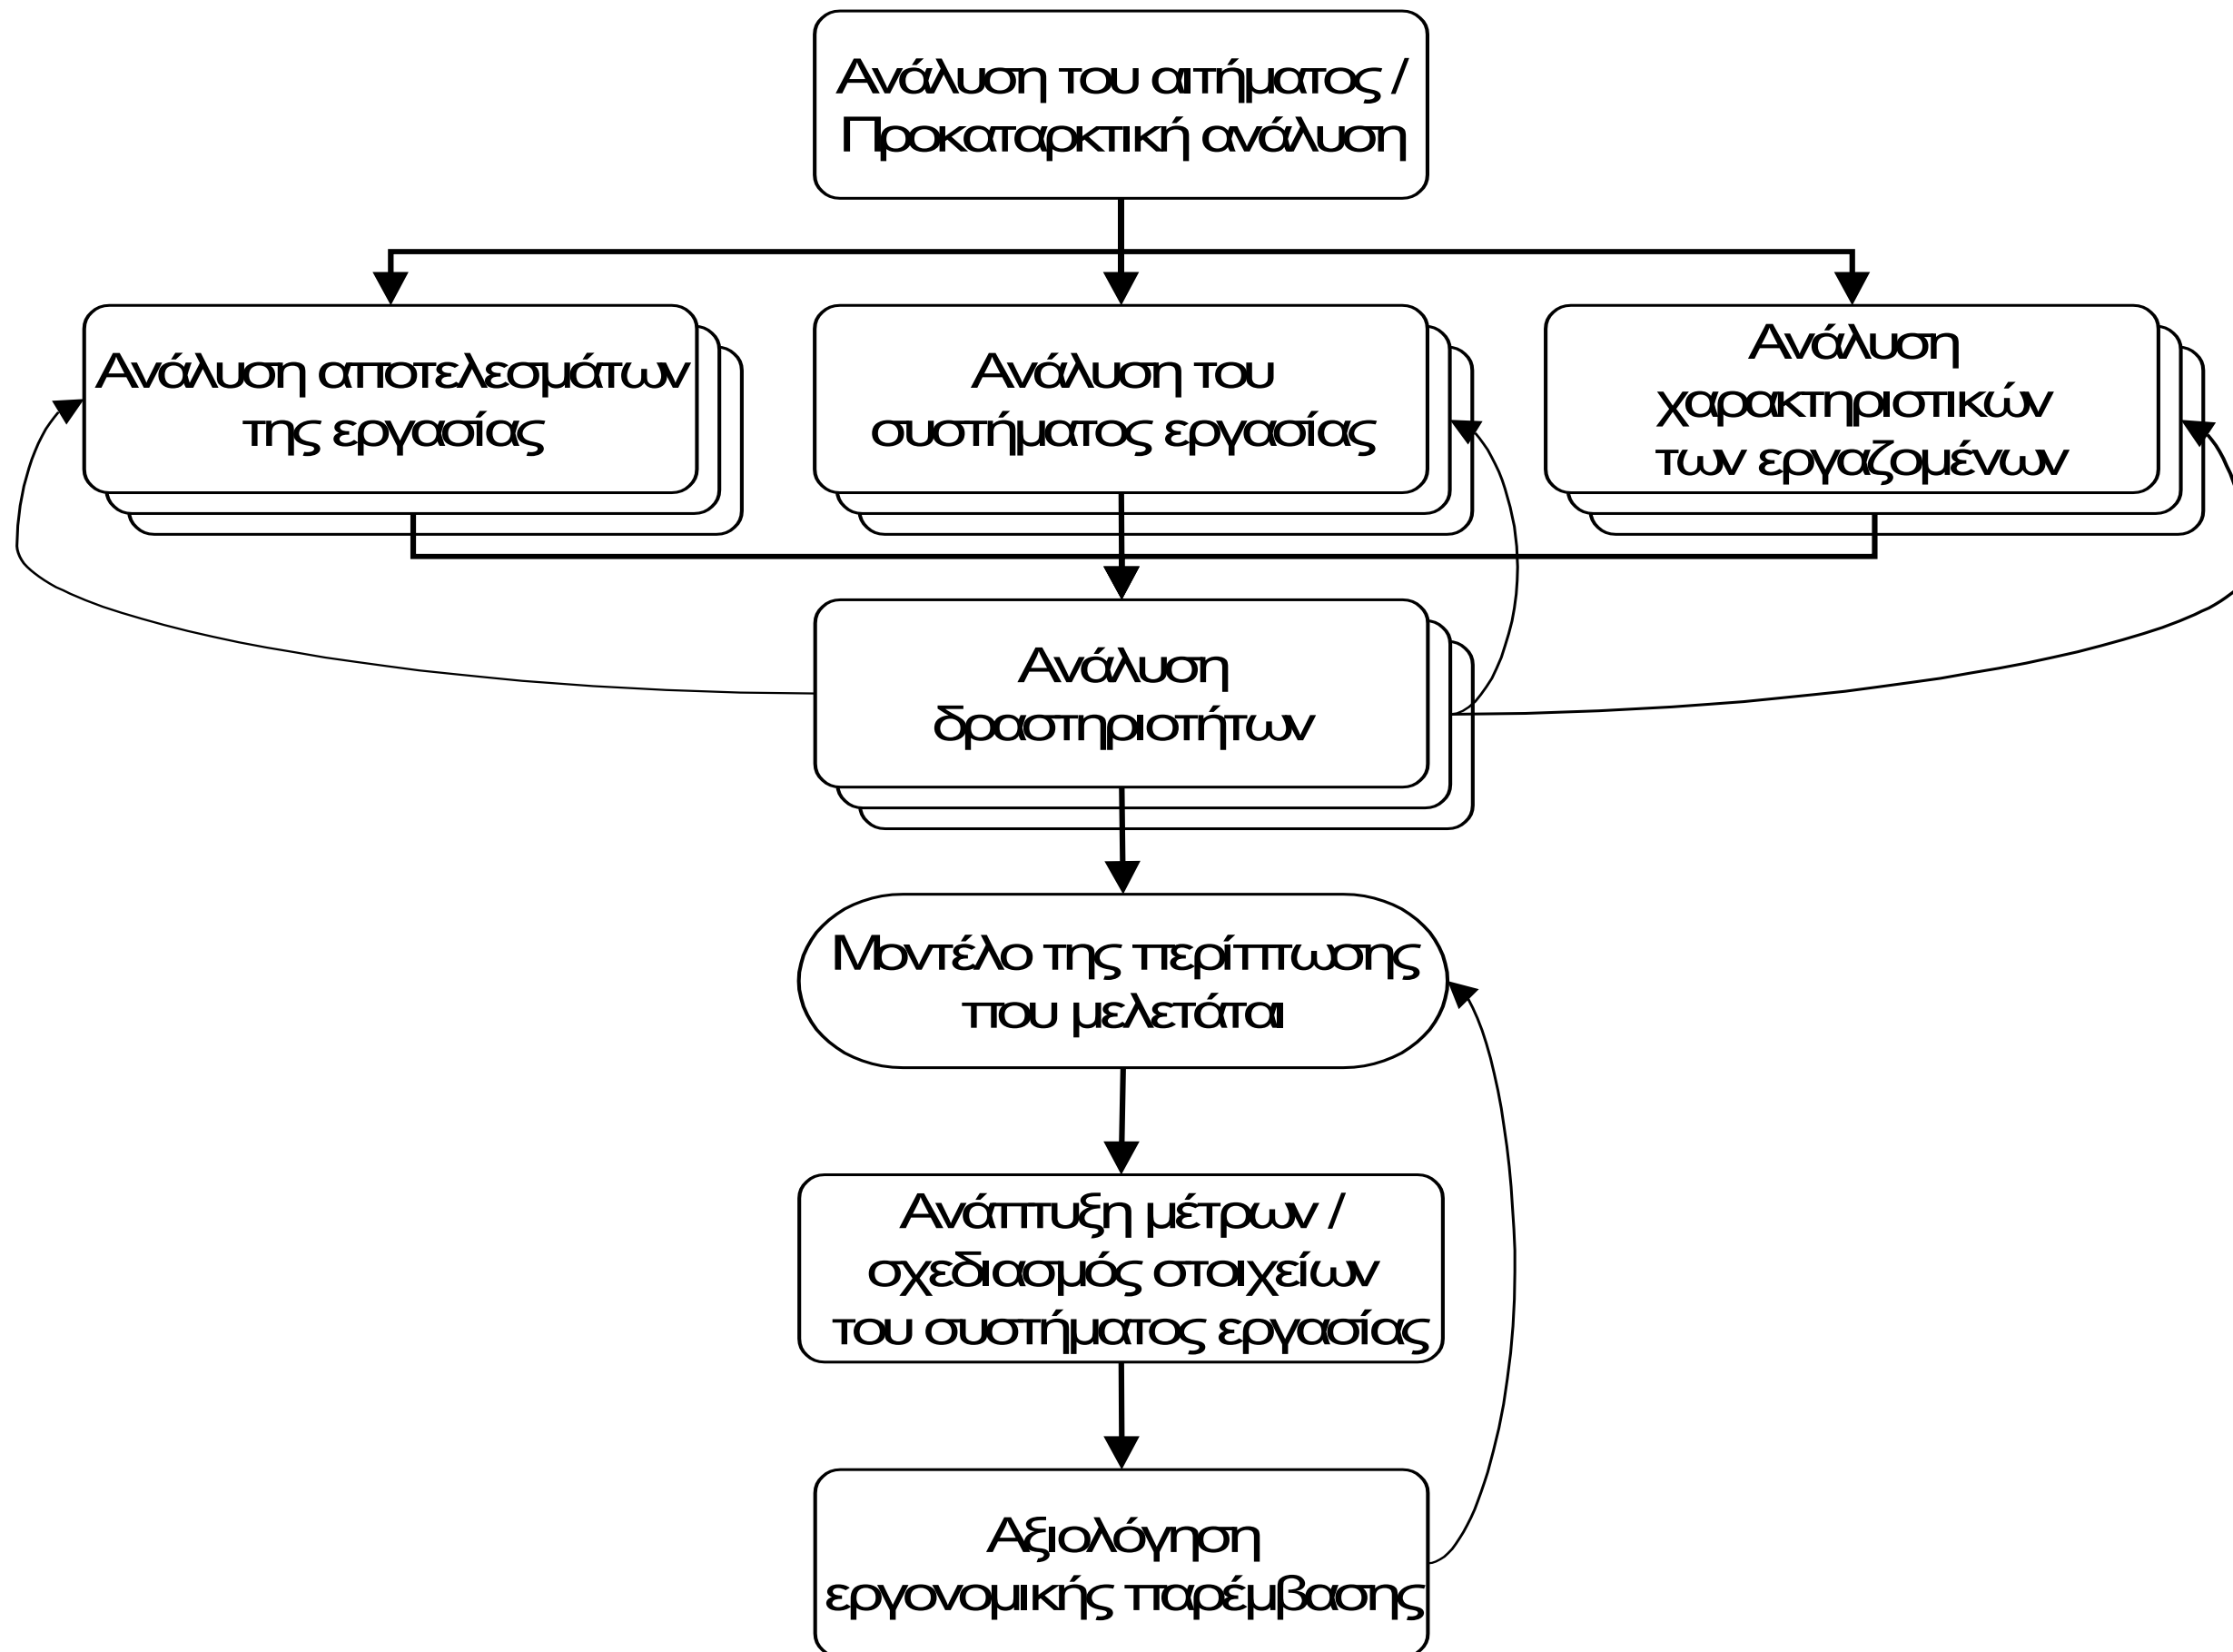 Ανάλυση του αιτήματος /
Προκαταρκτική ανάλυση
Ανάλυση αποτελεσμάτων
της εργασίας
Ανάλυση του
συστήματος εργασίας
Ανάλυση
χαρακτηριστικών
των εργαζομένων
Ανάλυση
δραστηριοτήτων
Μοντέλο της περίπτωσης
που μελετάται
Ανάπτυξη μέτρων /
σχεδιασμός στοιχείων
του συστήματος εργασίας
Αξιολόγηση
εργονομικής παρέμβασης